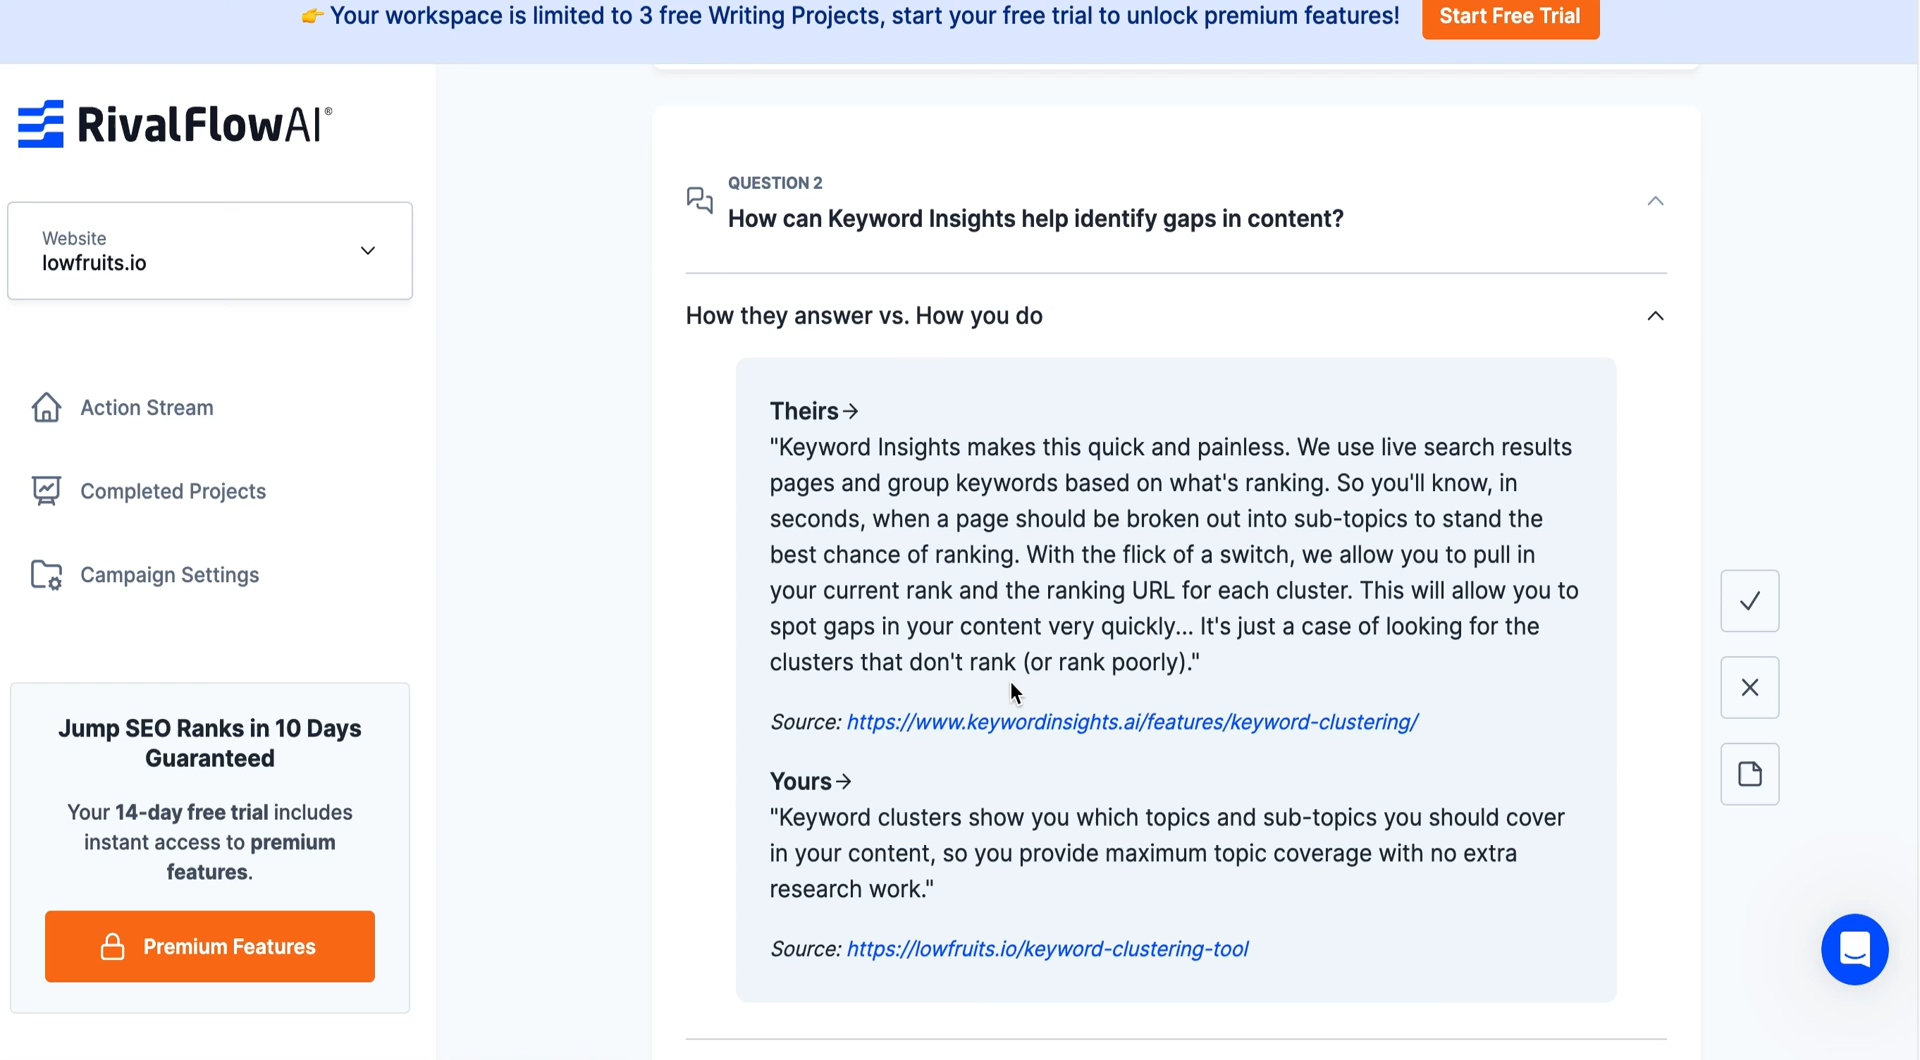 👉 Your workspace is limited to 3 free Writing Projects, start your free trial to unlock premium features!
Start Free Trial
RivalFlowAI®
Website
lowfruits.io
Action Stream
Completed Projects
Campaign Settings
Jump SEO Ranks in 10 Days
Guaranteed
Your 14-day free trial includes
instant access to premium
features.
Premium Features
QUESTION 2
How can Keyword Insights help identify gaps in content?
How they answer vs. How you do
Theirs→
"Keyword Insights makes this quick and painless. We use live search results
pages and group keywords based on what's ranking. So you'll know, in
seconds, when a page should be broken out into sub-topics to stand the
best chance of ranking. With the flick of a switch, we allow you to pull in
your current rank and the ranking URL for each cluster. This will allow you to
spot gaps in your content very quickly... It's just a case of looking for the
clusters that don't rank (or rank poorly)."
Source: https://www.keywordinsights.ai/features/keyword-clustering/
Yours→
"Keyword clusters show you which topics and sub-topics you should cover
in your content, so you provide maximum topic coverage with no extra
research work."
Source: https://lowfruits.io/keyword-clustering-tool